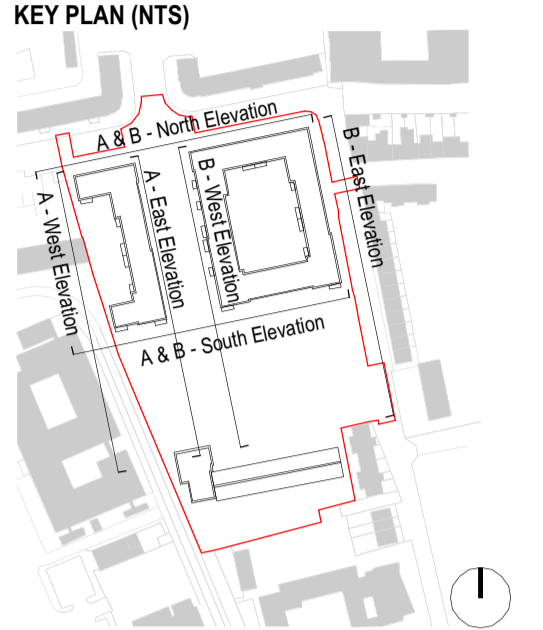 KEY PLAN (NTS)
A & B - North Elevation
A - West Elevation
A - East Elevation
B - West Elevation
B - East Elevation
A & B - South Elevation